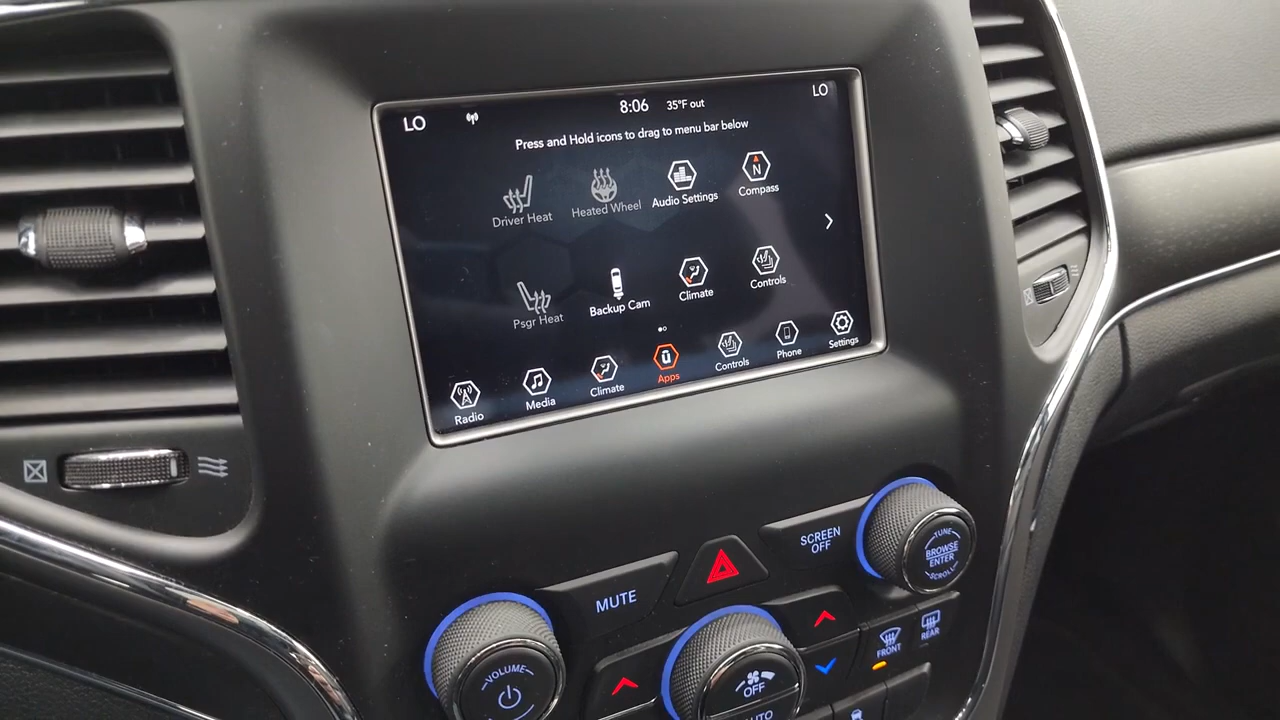 LO
8:06 35°F out
LO
Press and Hold icons to drag to menu bar below
Driver Heat
Heated Wheel
Audio Settings
N
Compass
Psgr Heat
Backup Cam
Climate
Controls
Radio
Media
Climate
Apps
Controls
Phone
Settings
SCREEN
OFF
TUNE
BROWSE
ENTER
SCROLL
MUTE
VOLUME
OFF
AUTO
FRONT
REAR